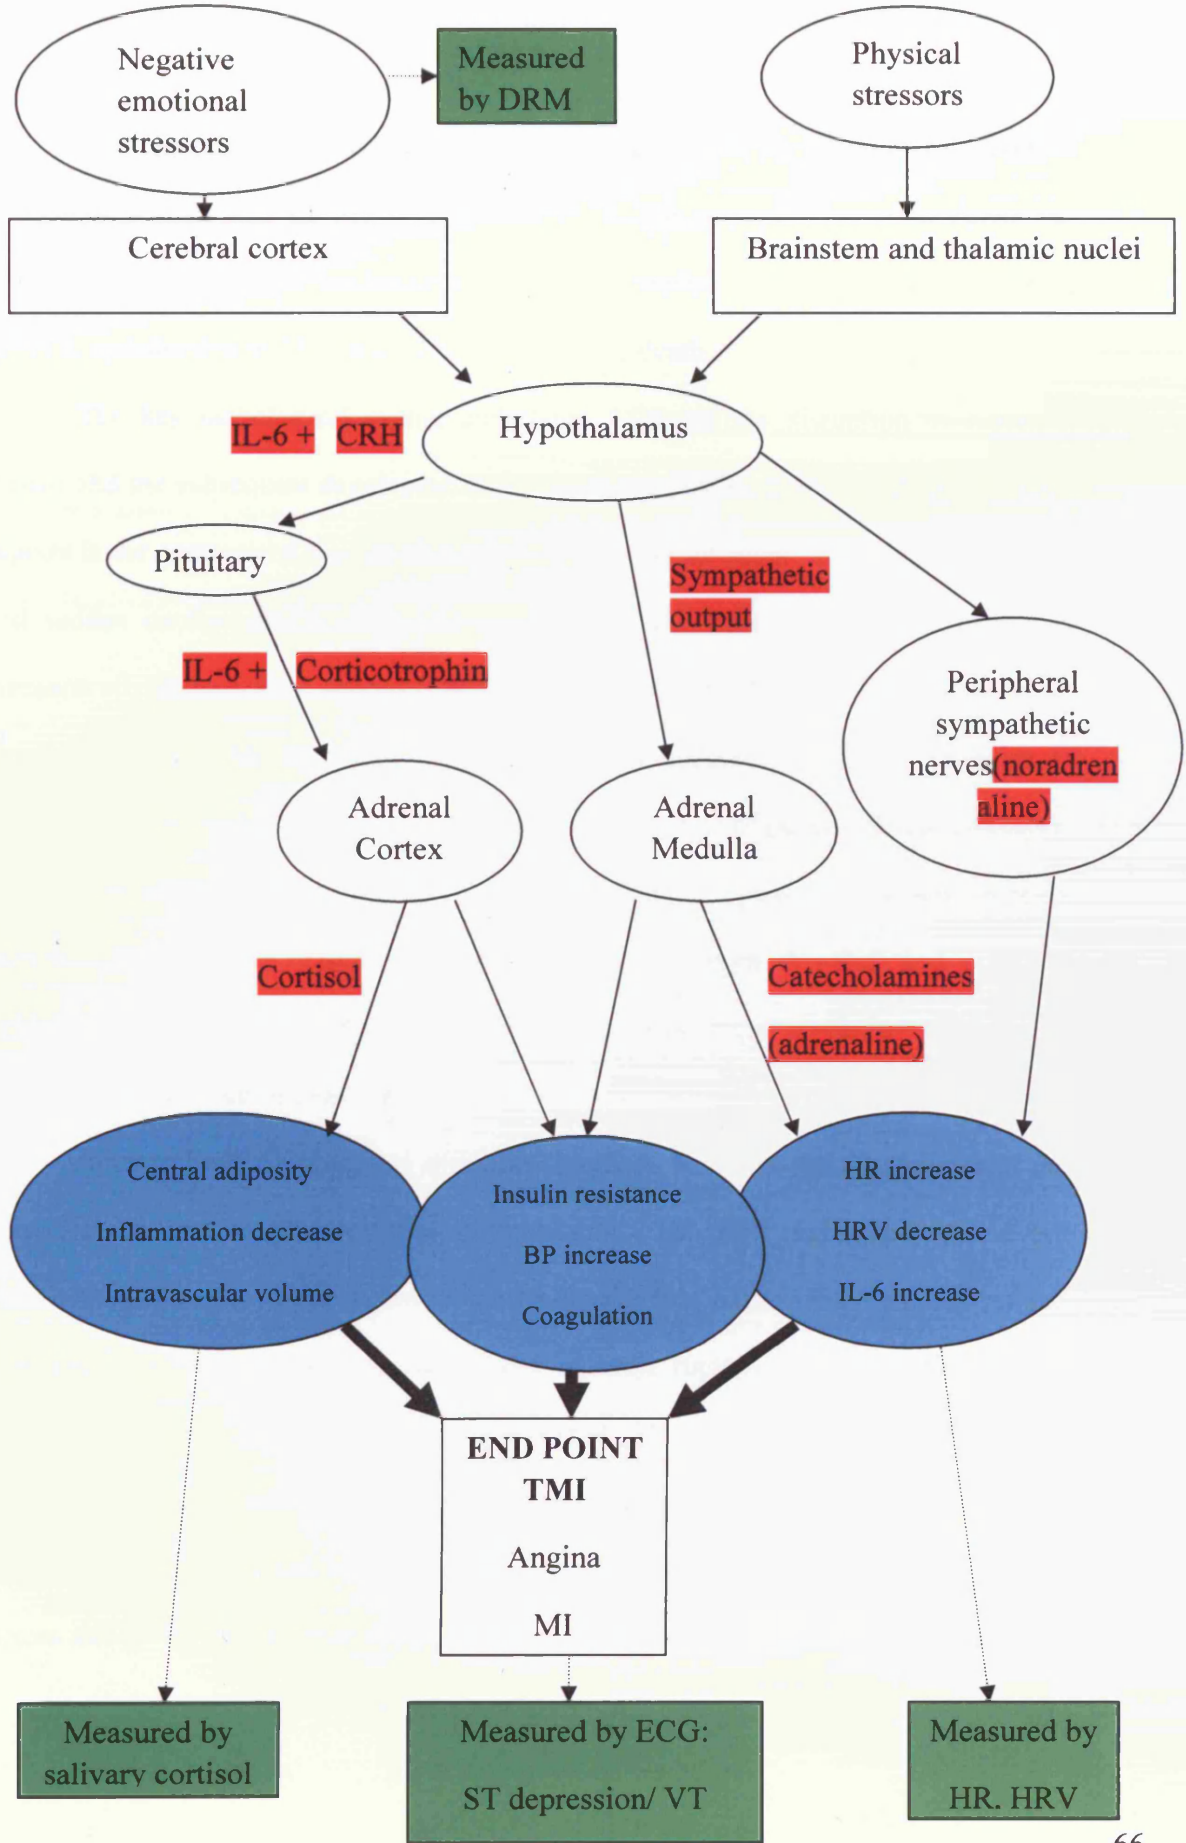 Negative
emotional
stressors
Measured
by DRM
Physical
stressors
Cerebral cortex
Brainstem and thalamic nuclei
Hypothalamus
IL-6 + CRH
Pituitary
Sympathetic
output
IL-6 + Corticotrophin
Peripheral
sympathetic
nerves(noradren
aline)
Adrenal
Cortex
Adrenal
Medulla
Cortisol
Catecholamines
(adrenaline)
Central adiposity
Inflammation decrease
Intravascular volume
Insulin resistance
BP increase
Coagulation
HR increase
HRV decrease
IL-6 increase
END POINT
TMI
Angina
MI
Measured by
salivary cortisol
Measured by ECG:
ST depression/ VT
Measured by
HR. HRV
66